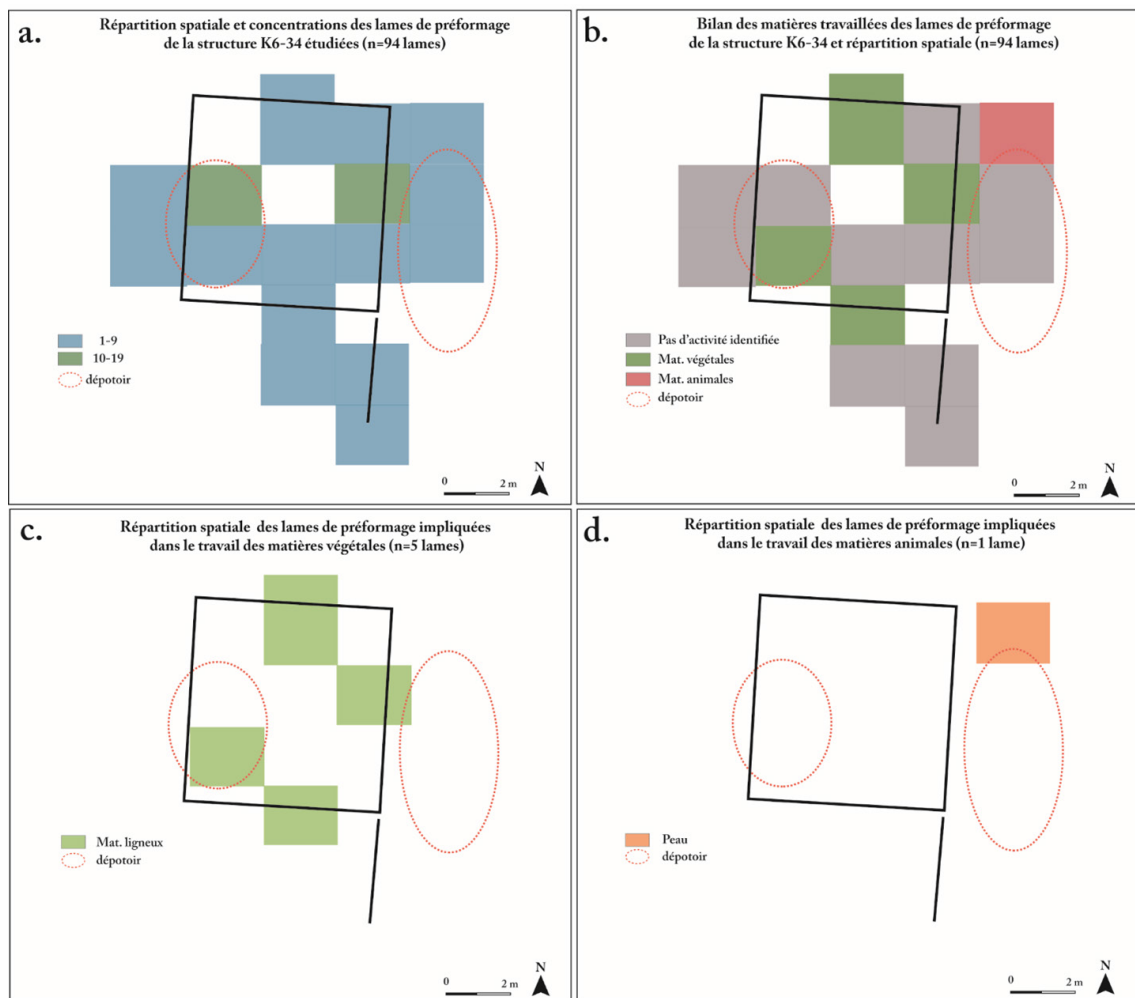 a.
Répartition spatiale et concentrations des lames de préformage
de la structure K6-34 étudiées (n=94 lames)
1-9
10-19
dépotoir
0 2 m
N
b.
Bilan des matières travaillées des lames de préformage
de la structure K6-34 et répartition spatiale (n=94 lames)
Pas d'activité identifiée
Mat. végétales
Mat. animales
dépotoir
0 2 m
N
c.
Répartition spatiale des lames de préformage impliquées
dans le travail des matières végétales (n=5 lames)
Mat. ligneux
dépotoir
0 2 m
N
d.
Répartition spatiale des lames de préformage impliquées
dans le travail des matières animales (n=1 lame)
Peau
dépotoir
0 2 m
N